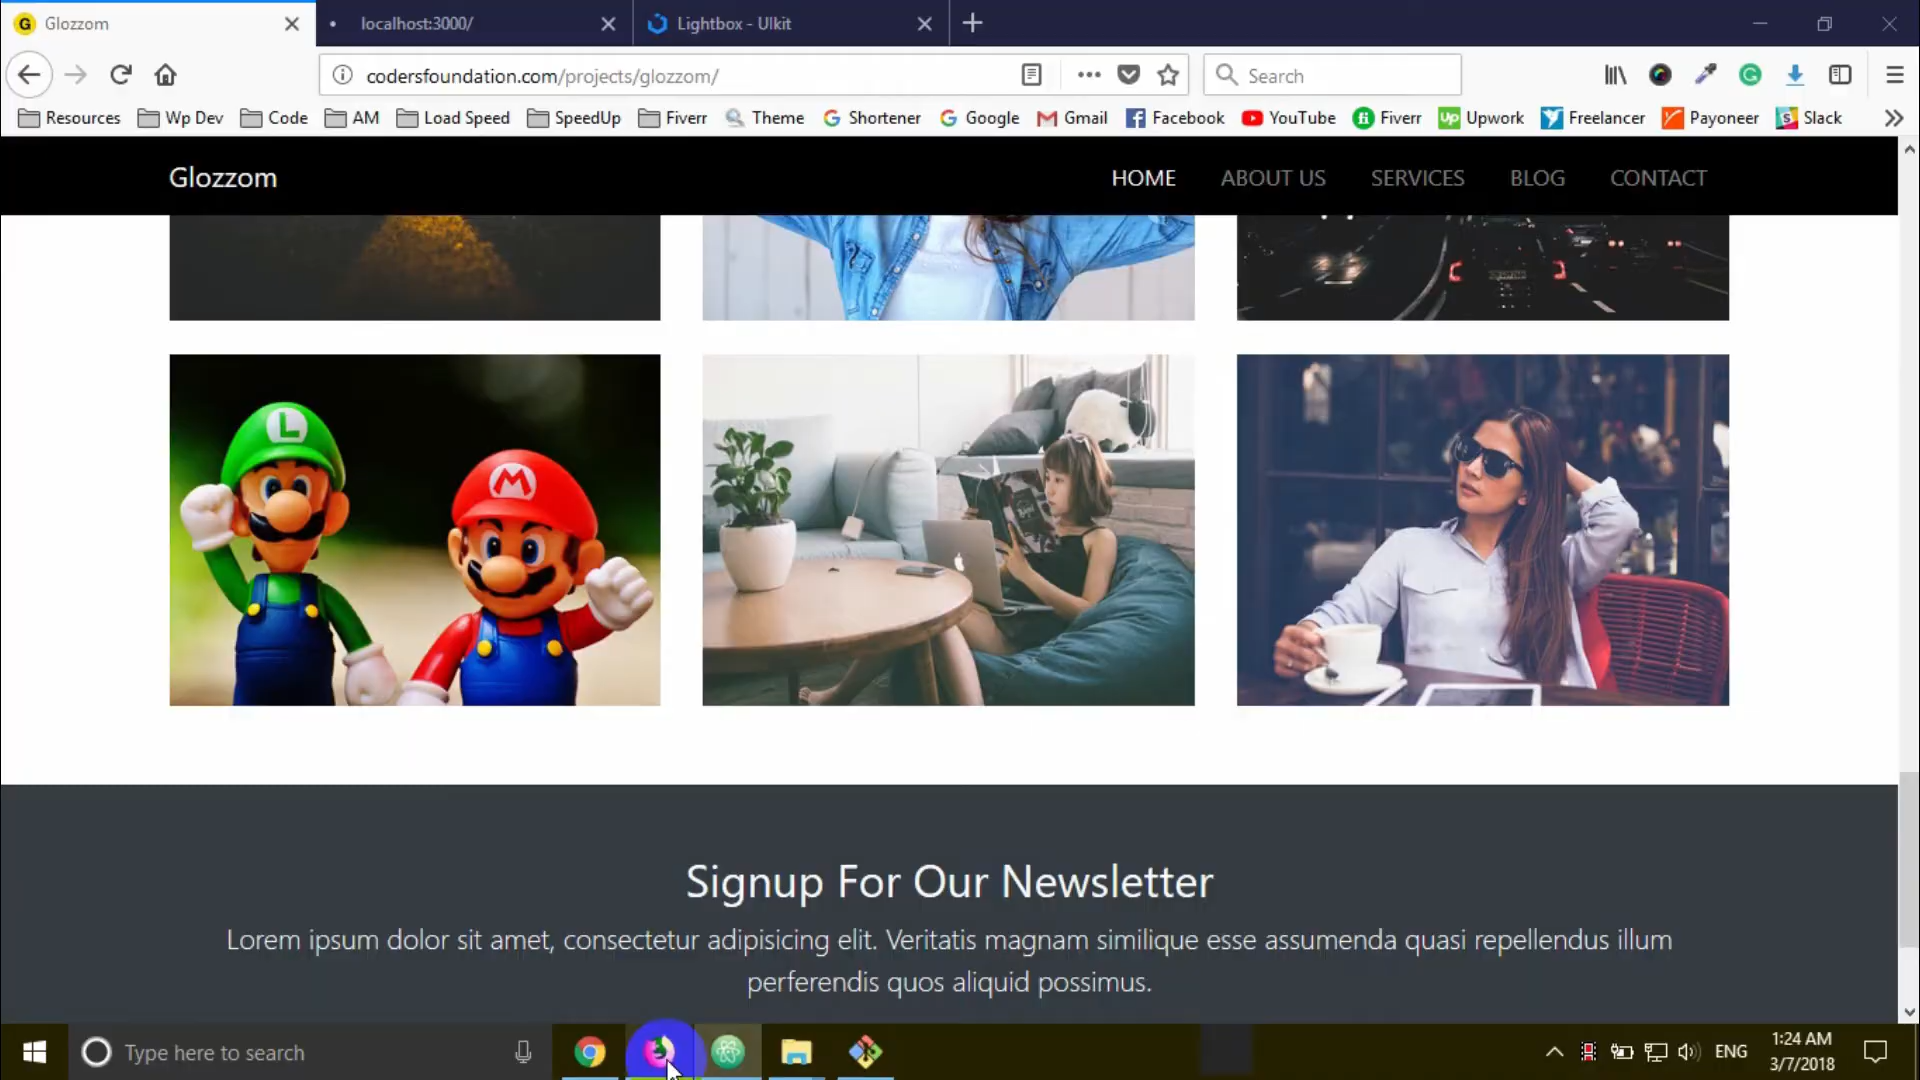 Glozzom
localhost:3000/
Lightbox - UIkit
codersfoundation.com/projects/glozzom/
Search
Resources
Wp Dev
Code
AM
Load Speed
SpeedUp
Fiverr
Theme
Shortener
Google
Gmail
Facebook
YouTube
Fiverr
Upwork
Freelancer
Payoneer
Slack
Glozzom
HOME
ABOUT US
SERVICES
BLOG
CONTACT
L
M
Signup For Our Newsletter
Lorem ipsum dolor sit amet, consectetur adipisicing elit. Veritatis magnam similique esse assumenda quasi repellendus illum
perferendis quos aliquid possimus.
Type here to search
ENG
1:24 AM
3/7/2018